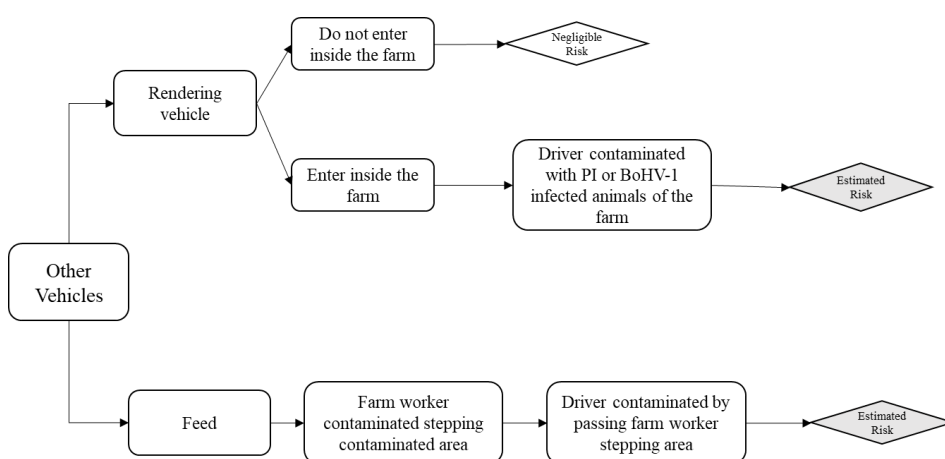 Do not enter
inside the farm
Negligible
Risk
Rendering
vehicle
Enter inside the
farm
Driver contaminated
with PI or BoHV-1
infected animals of the
farm
Estimated
Risk
Other
Vehicles
Feed
Farm worker
contaminated stepping
contaminated area
Driver contaminated by
passing farm worker
stepping area
Estimated
Risk